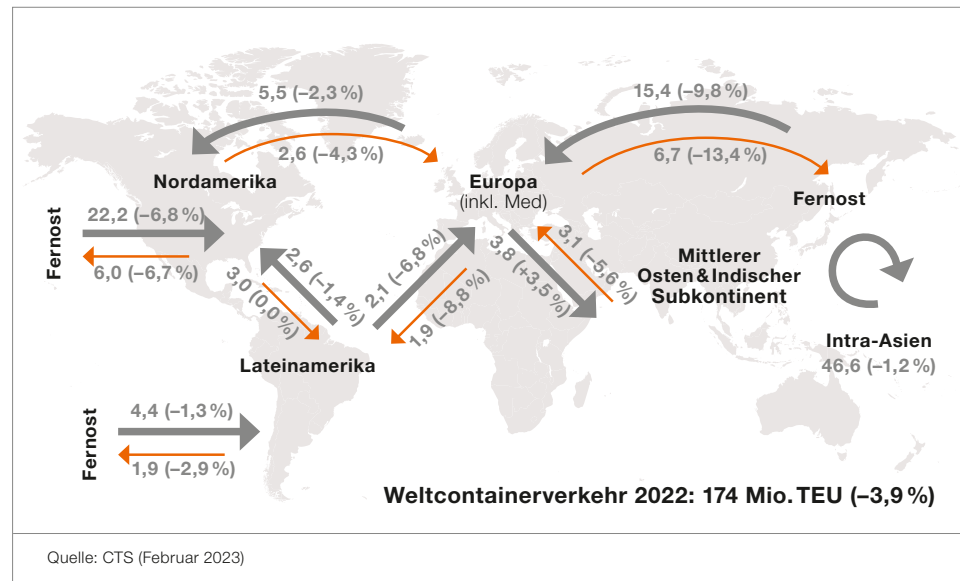 5,5 (–2,3 %)
15,4 (–9,8 %)
2,6 (–4,3 %)
6,7 (–13,4 %)
Nordamerika
Europa
(inkl. Med)
Fernost
Fernost
22,2 (–6,8 %)
6,0 (–6,7 %)
2,6 (–1,4 %)
3,0 (0,0 %)
2,1 (–6,8 %)
1,9 (–8,8 %)
3,8 (+3,5 %)
3,1 (–5,6 %)
Mittlerer
Osten & Indischer
Subkontinent
Intra-Asien
46,6 (–1,2 %)
Lateinamerika
Fernost
4,4 (–1,3 %)
1,9 (–2,9 %)
Weltcontainerverkehr 2022: 174 Mio. TEU (–3,9 %)
Quelle: CTS (Februar 2023)